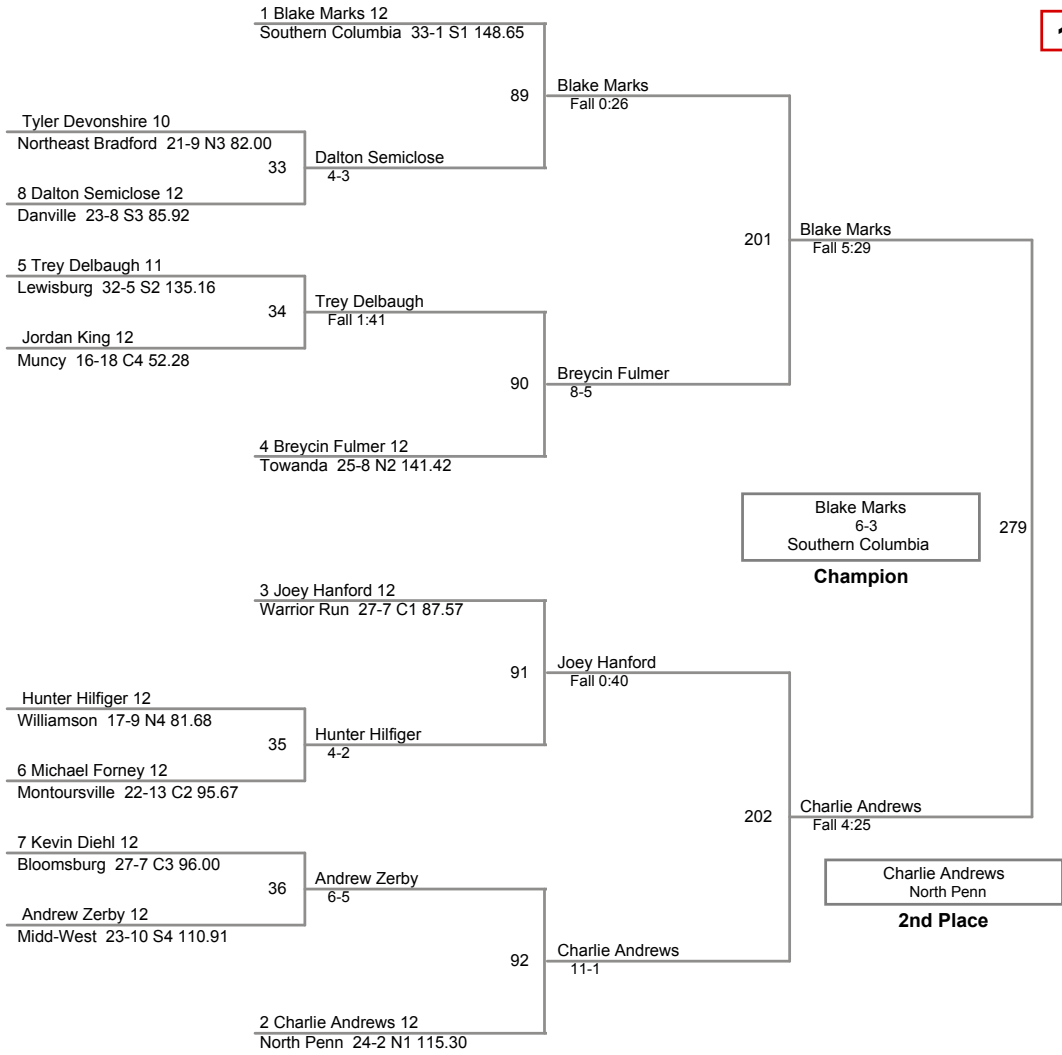 1 Blake Marks 12
Southern Columbia 33-1 S1 148.65
89
Blake Marks
Fall 0:26
Tyler Devonshire 10
Northeast Bradford 21-9 N3 82.00
33
Dalton Semiclose
4-3
8 Dalton Semiclose 12
Danville 23-8 S3 85.92
201
Blake Marks
Fall 5:29
5 Trey Delbaugh 11
Lewisburg 32-5 S2 135.16
34
Trey Delbaugh
Fall 1:41
Jordan King 12
Muncy 16-18 C4 52.28
90
Breycin Fulmer
8-5
4 Breycin Fulmer 12
Towanda 25-8 N2 141.42
Blake Marks
6-3
Southern Columbia
279
Champion
3 Joey Hanford 12
Warrior Run 27-7 C1 87.57
91
Joey Hanford
Fall 0:40
Hunter Hilfiger 12
Williamson 17-9 N4 81.68
35
Hunter Hilfiger
4-2
6 Michael Forney 12
Montoursville 22-13 C2 95.67
202
Charlie Andrews
Fall 4:25
7 Kevin Diehl 12
Bloomsburg 27-7 C3 96.00
36
Andrew Zerby
6-5
Andrew Zerby 12
Midd-West 23-10 S4 110.91
Charlie Andrews
North Penn
2nd Place
92
Charlie Andrews
11-1
2 Charlie Andrews 12
North Penn 24-2 N1 115.30